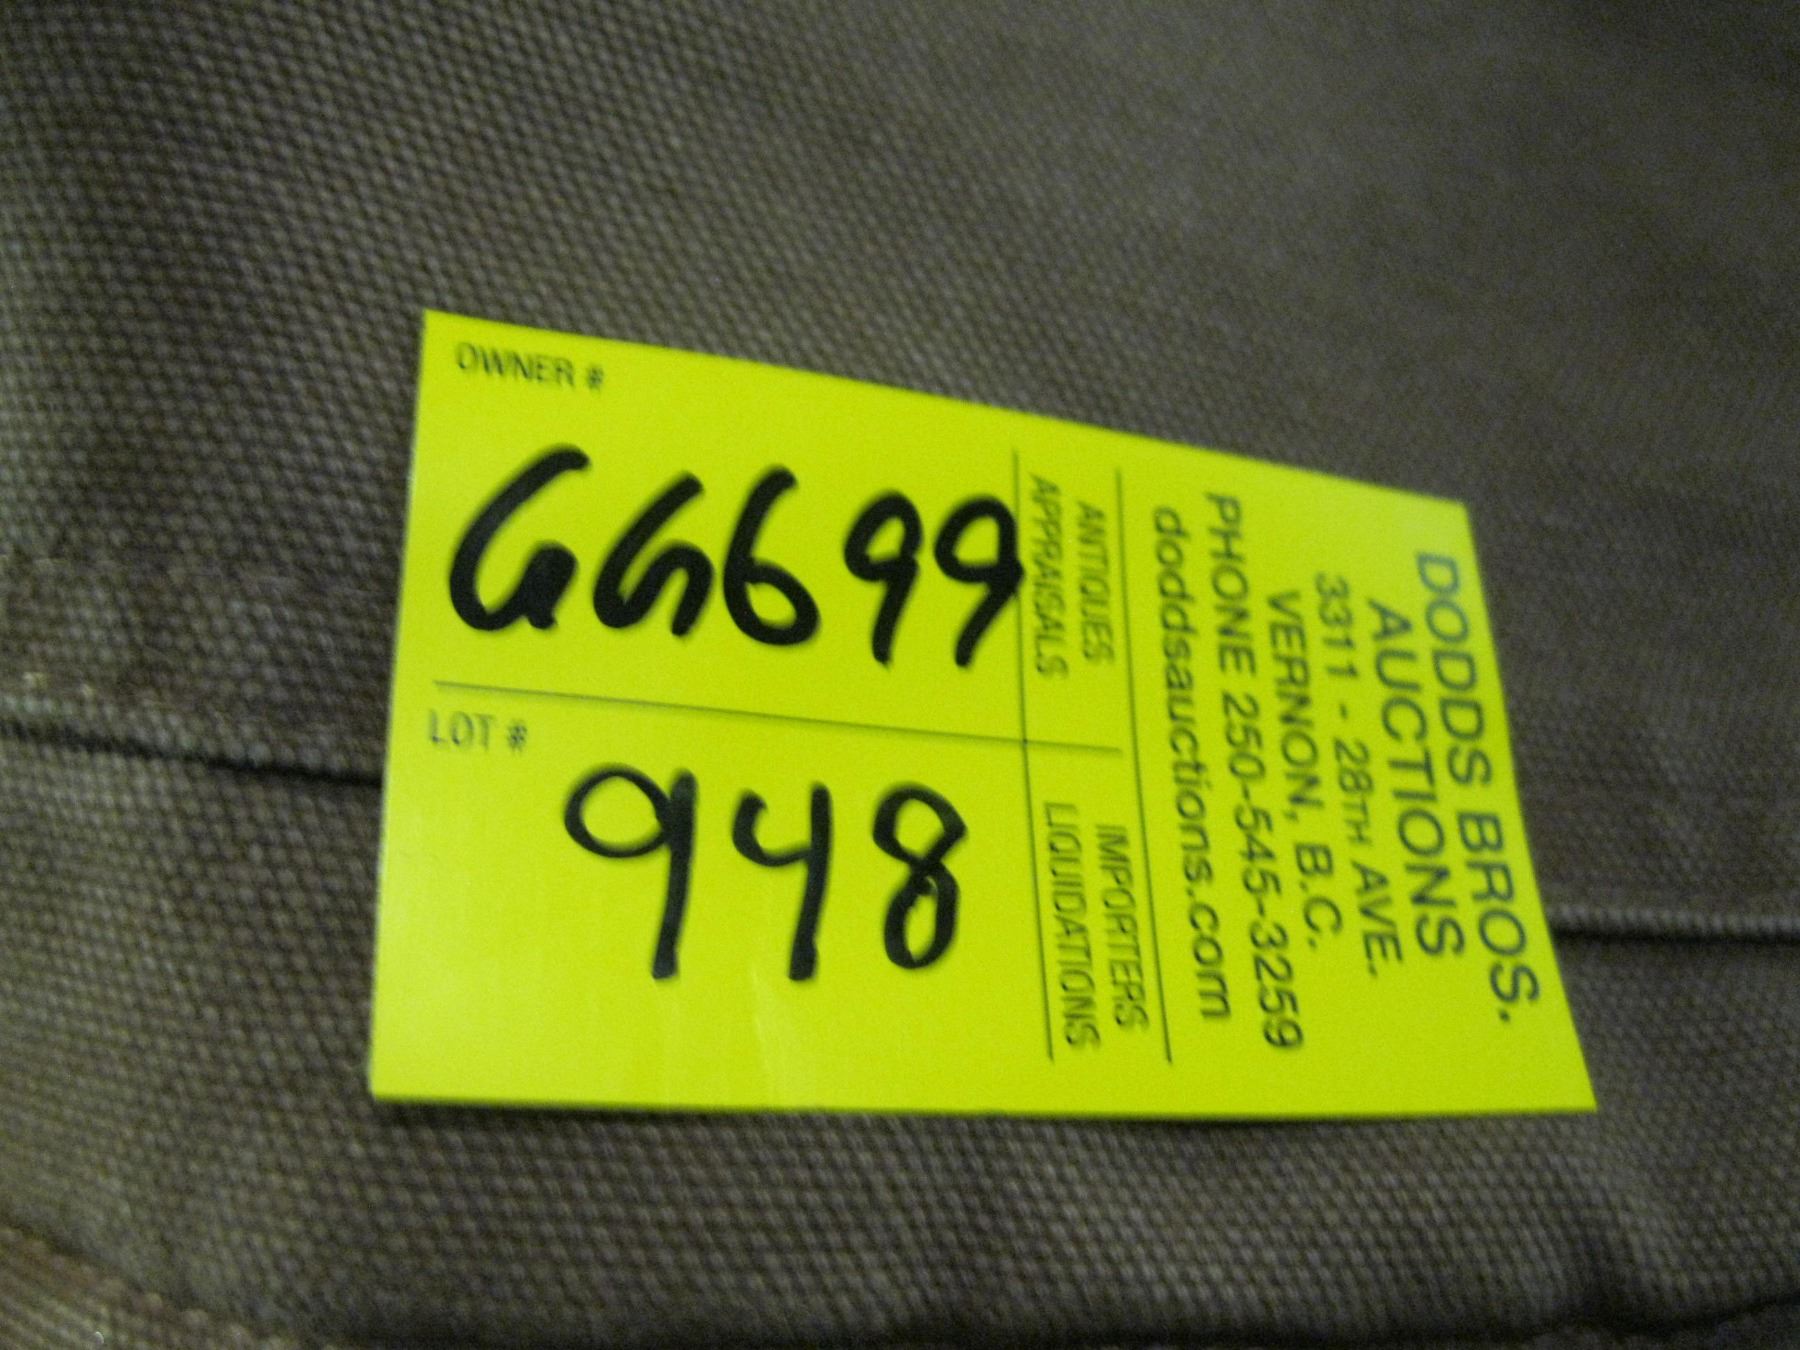 OWNER #
GG699
LOT #
948
ANTIQUES
APPRAISALS
IMPORTERS
LIQUIDATIONS
DODDS BROS.
AUCTIONS
3311 - 28TH AVE.
VERNON, B.C.
PHONE 250-545-3259
doddsauctions.com